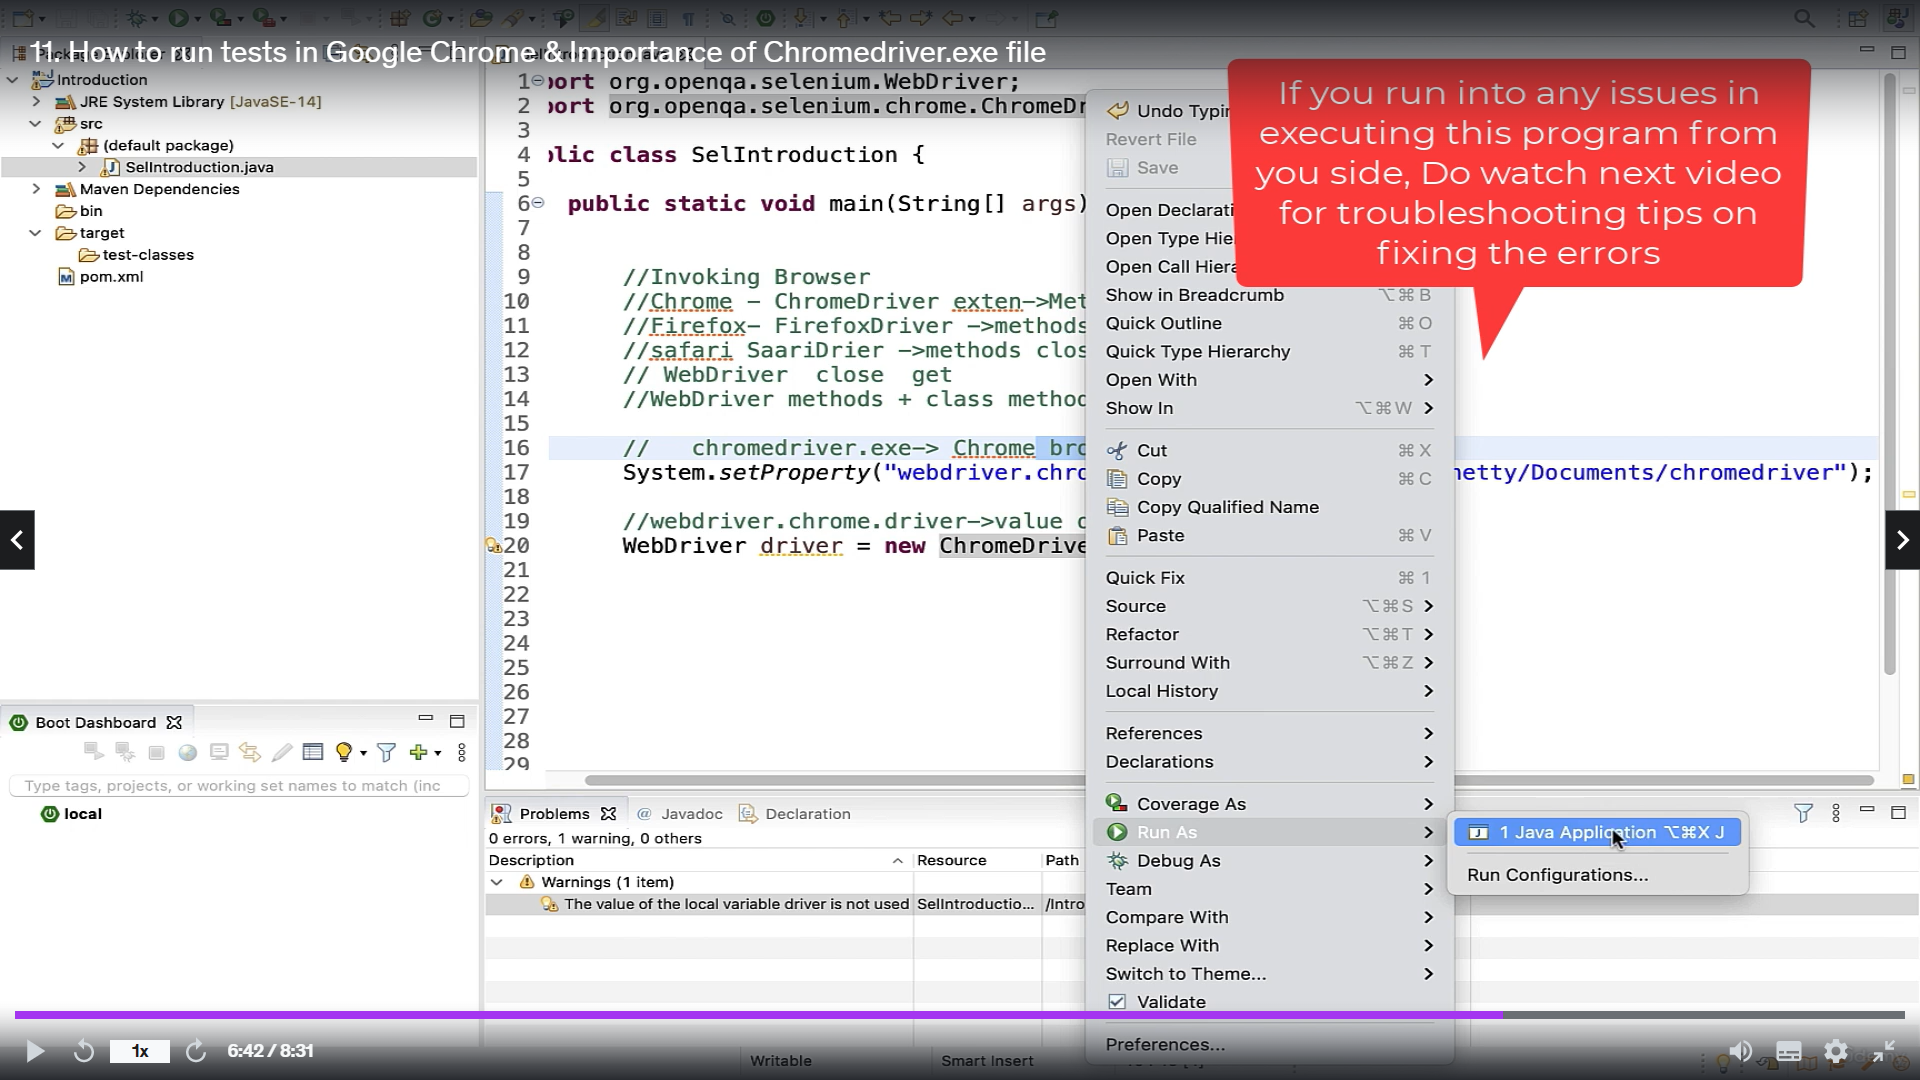 11. How to run tests in Google Chrome & Importance of Chromedriver.exe file
Introduction
JRE System Library [JavaSE-14]
src
(default package)
SelIntroduction.java
Maven Dependencies
bin
target
test-classes
pom.xml
1 port org.openqa.selenium.WebDriver;
2 port org.openqa.selenium.chrome.ChromeDr
3
4 blic class SelIntroduction {
5
6 public static void main(String[] args)
7
8
9 //Invoking Browser
10 //Chrome - ChromeDriver exten->Met
11 //Firefox- FirefoxDriver ->methods
12 //safari SaariDrier ->methods clos
13 // WebDriver close get
14 //WebDriver methods + class method
15
16 // chromedriver.exe-> Chrome bro
17 System.setProperty("webdriver.chro
netty/Documents/chromedriver");
18
19 //webdriver.chrome.driver->value o
20 WebDriver driver = new ChromeDrive
21
22
23
24
25
26
27
28
29
If you run into any issues in
executing this program from
you side, Do watch next video
for troubleshooting tips on
fixing the errors
Undo Typin
Revert File
Save
Open Declarati
Open Type Hie
Open Call Hiera
Show in Breadcrumb ⌥⌘B
Quick Outline ⌘O
Quick Type Hierarchy ⌘T
Open With
Show In ⌥⌘W
Cut ⌘X
Copy ⌘C
Copy Qualified Name
Paste ⌘V
Quick Fix ⌘1
Source ⌥⌘S
Refactor ⌥⌘T
Surround With ⌥⌘Z
Local History
References
Declarations
Coverage As
Run As
Debug As
Team
Compare With
Replace With
Switch to Theme...
Validate
Preferences...
1 Java Application ⌥⌘X J
Run Configurations...
Boot Dashboard
Type tags, projects, or working set names to match (inc
local
Problems @ Javadoc Declaration
0 errors, 1 warning, 0 others
Description Resource Path
Warnings (1 item)
The value of the local variable driver is not used SelIntroductio... /Intro
1x 6:42 / 8:31
Writable Smart Insert